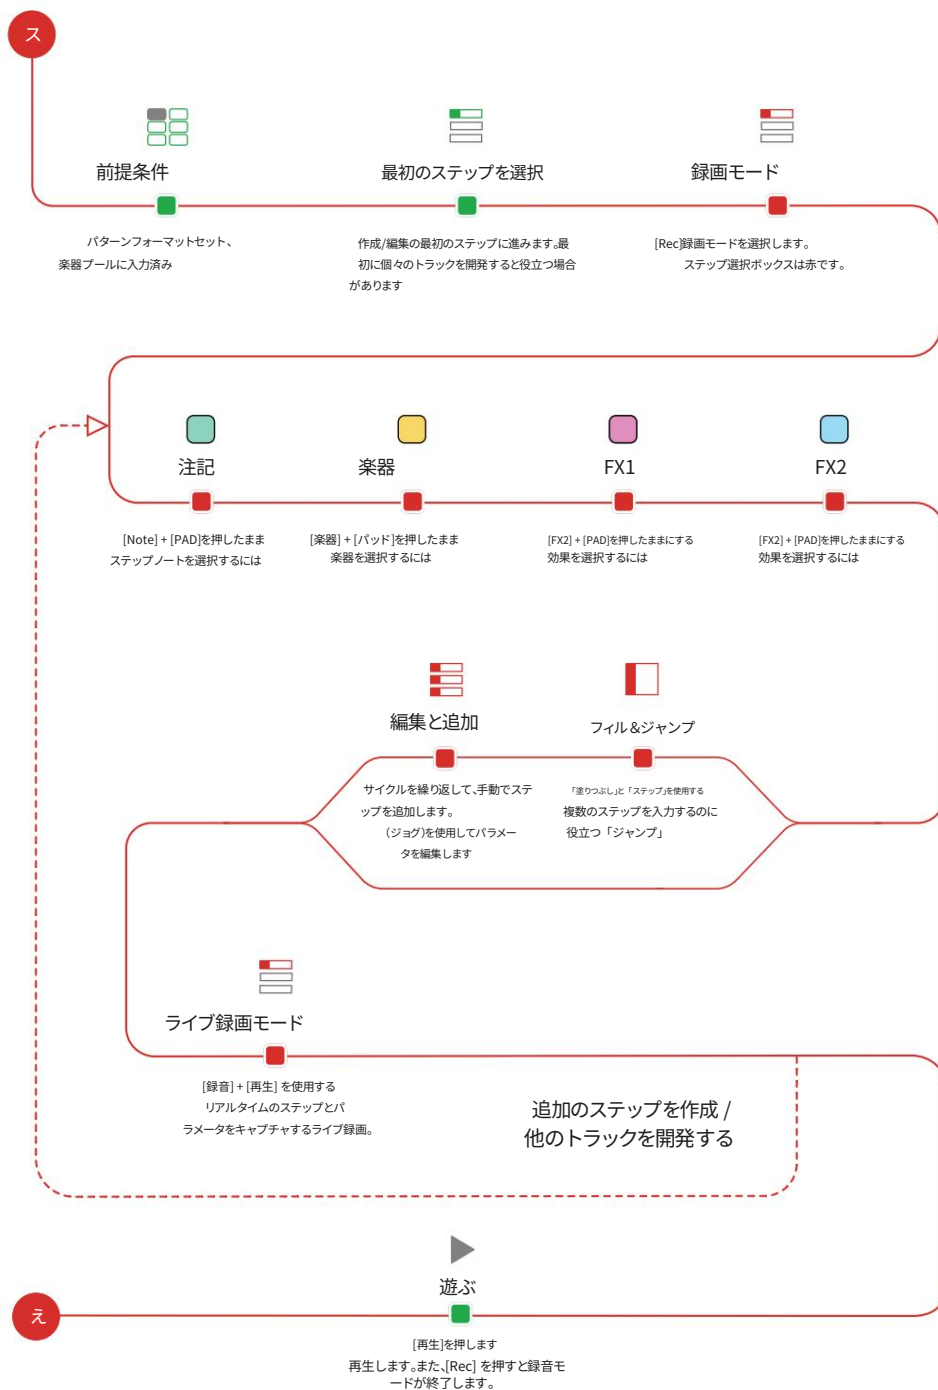 ス
前提条件
最初のステップを選択
録画モード
パターンフォーマットセット、
楽器プールに入力済み
作成/編集の最初のステップに進みます。最
初に個々のトラックを開発すると役立つ場合
があります
[Rec]録画モードを選択します。
ステップ選択ボックスは赤です。
注記
楽器
FX1
FX2
[Note] + [PAD]を押したまま
ステップノートを選択するには
[楽器] + [パッド]を押したまま
楽器を選択するには
[FX2] + [PAD]を押したままにする
効果を選択するには
[FX2] + [PAD]を押したままにする
効果を選択するには
編集と追加
フィル&ジャンプ
サイクルを繰り返して、手動でステ
ップを追加します。
（ジョグ)を使用してパラメー
タを編集します
「塗りつぶし」と「ステップ」を使用する
複数のステップを入力するのに
役立つ「ジャンプ」
ライブ録画モード
[録音] + [再生] を使用する
リアルタイムのステップとパ
ラメータをキャプチャするライブ録画。
追加のステップを作成 /
他のトラックを開発する
遊ぶ
え
[再生]を押します
再生します。また、[Rec] を押すと録音モ
ードが終了します。